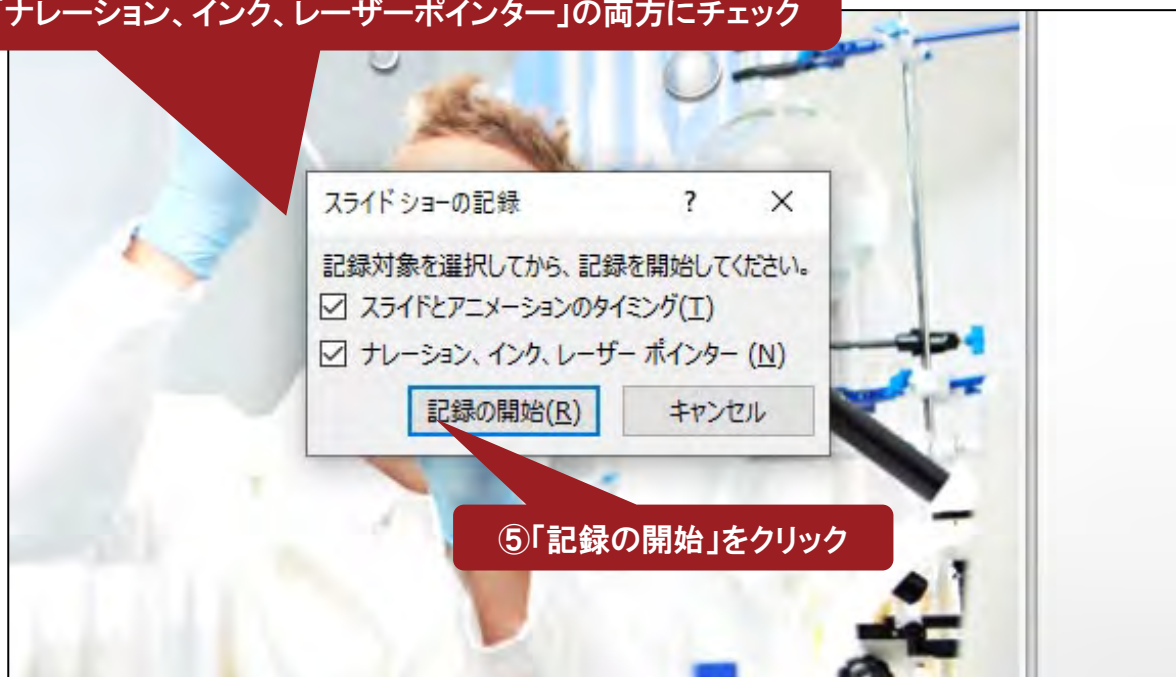 「ナレーション、インク、レーザーポインター」の両方にチェック
スライド ショーの記録 ? ×
記録対象を選択してから、記録を開始してください。
スライドとアニメーションのタイミング(T)
ナレーション、インク、レーザー ポインター (N)
記録の開始(R) キャンセル
⑤「記録の開始」をクリック